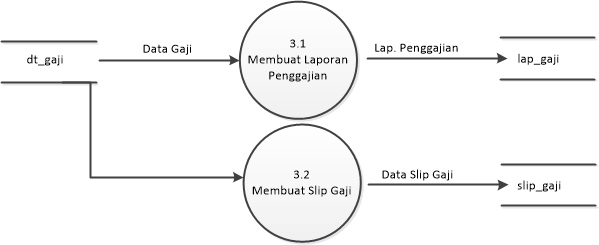 dt_gaji
Data Gaji
3.1
Membuat Laporan
Penggajian
Lap. Penggajian
lap_gaji
3.2
Membuat Slip Gaji
Data Slip Gaji
slip_gaji